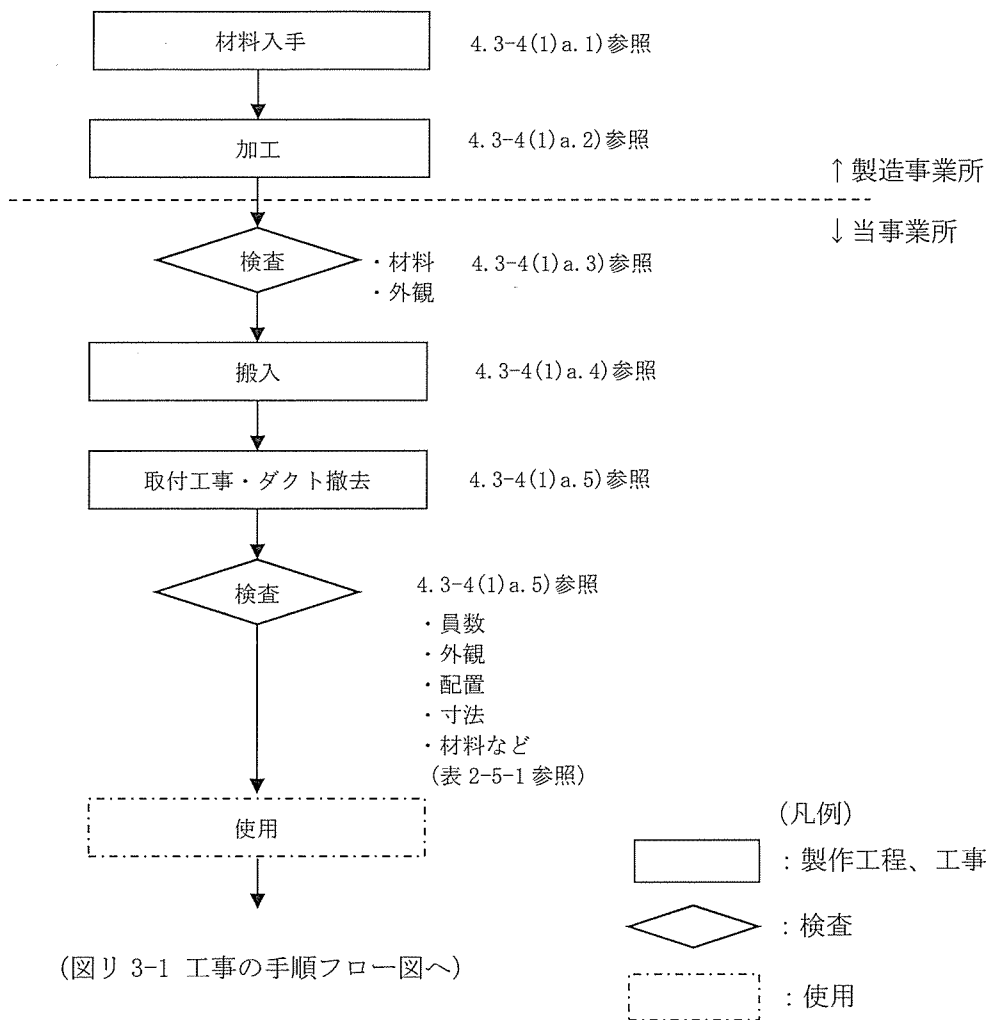 材料入手
4.3-4(1)a.1)参照
加工
4.3-4(1)a.2)参照
↑製造事業所
↓当事業所
検査
・材料
・外観
4.3-4(1)a.3)参照
搬入
4.3-4(1)a.4)参照
取付工事・ダクト撤去
4.3-4(1)a.5)参照
検査
4.3-4(1)a.5)参照
・員数
・外観
・配置
・寸法
・材料など
(表 2-5-1 参照)
使用
(図リ 3-1 工事の手順フロー図へ)
(凡例)
：製作工程、工事
：検査
：使用